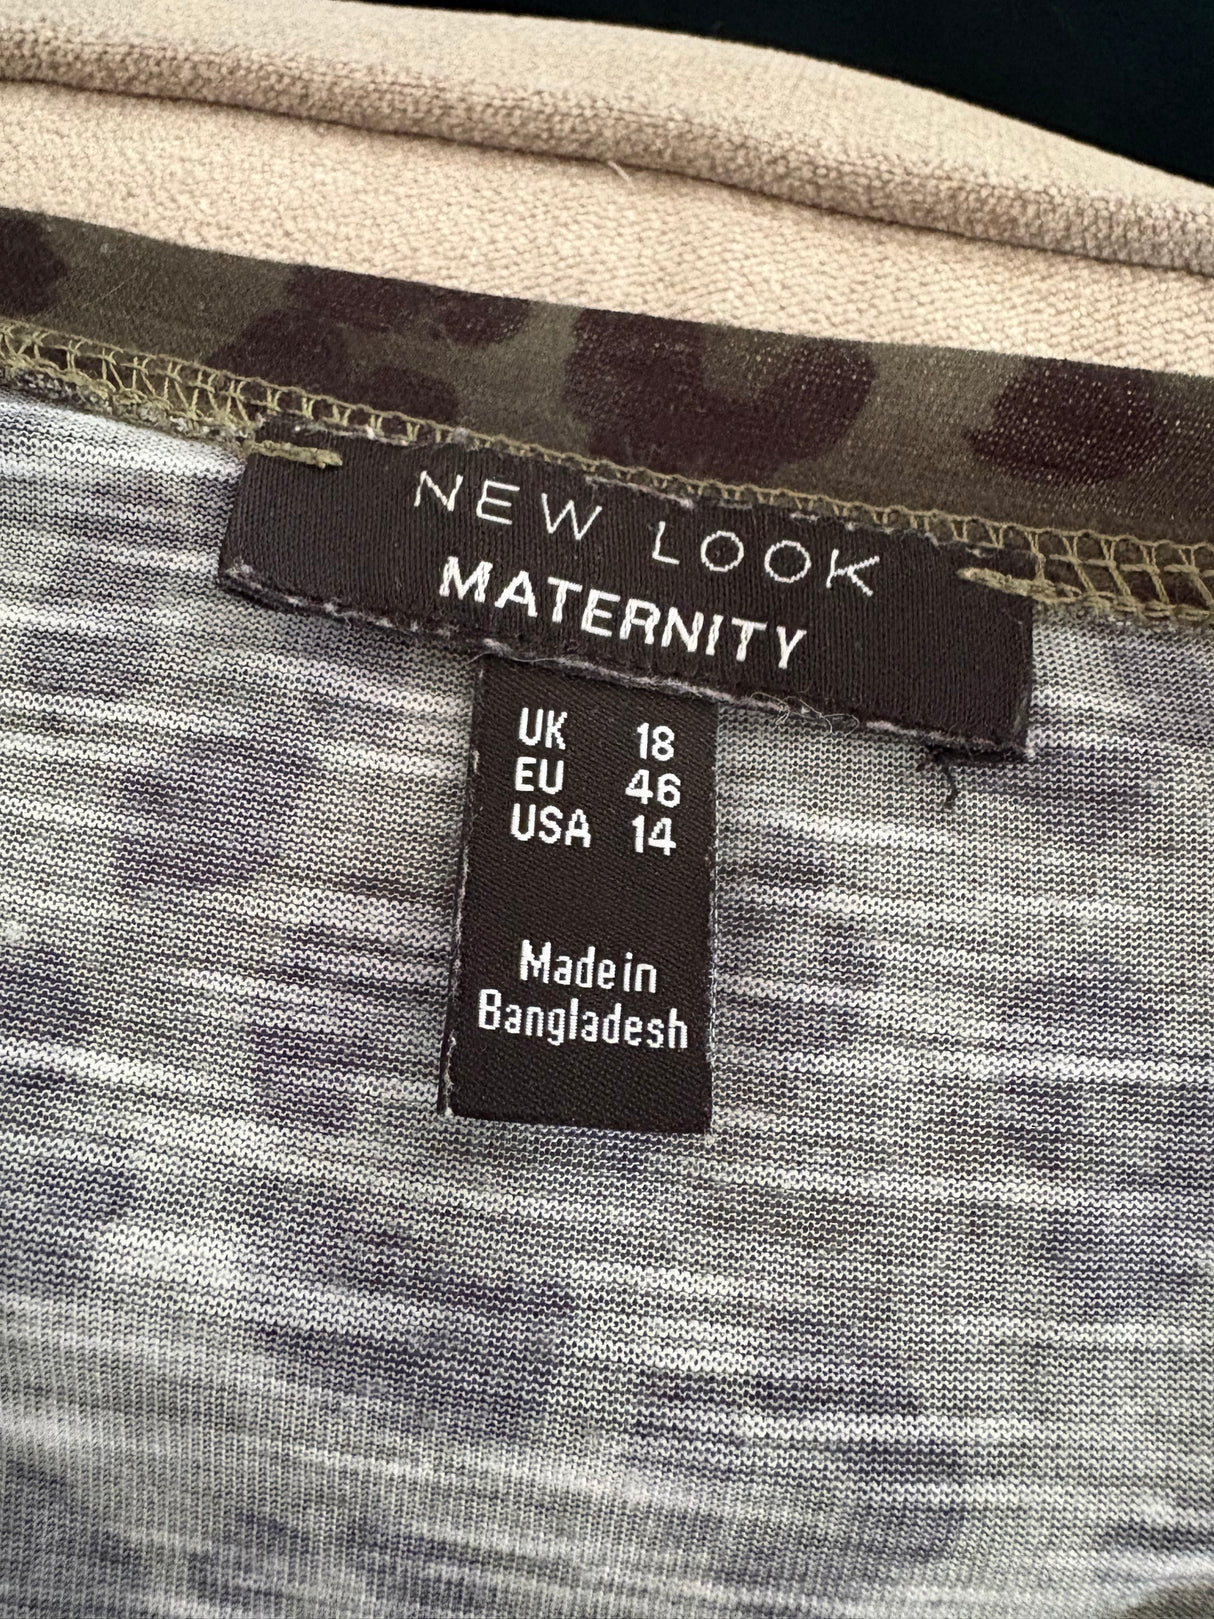 NEW LOOK
MATERNITY
UK 18
EU 46
USA 14
Made in
Bangladesh